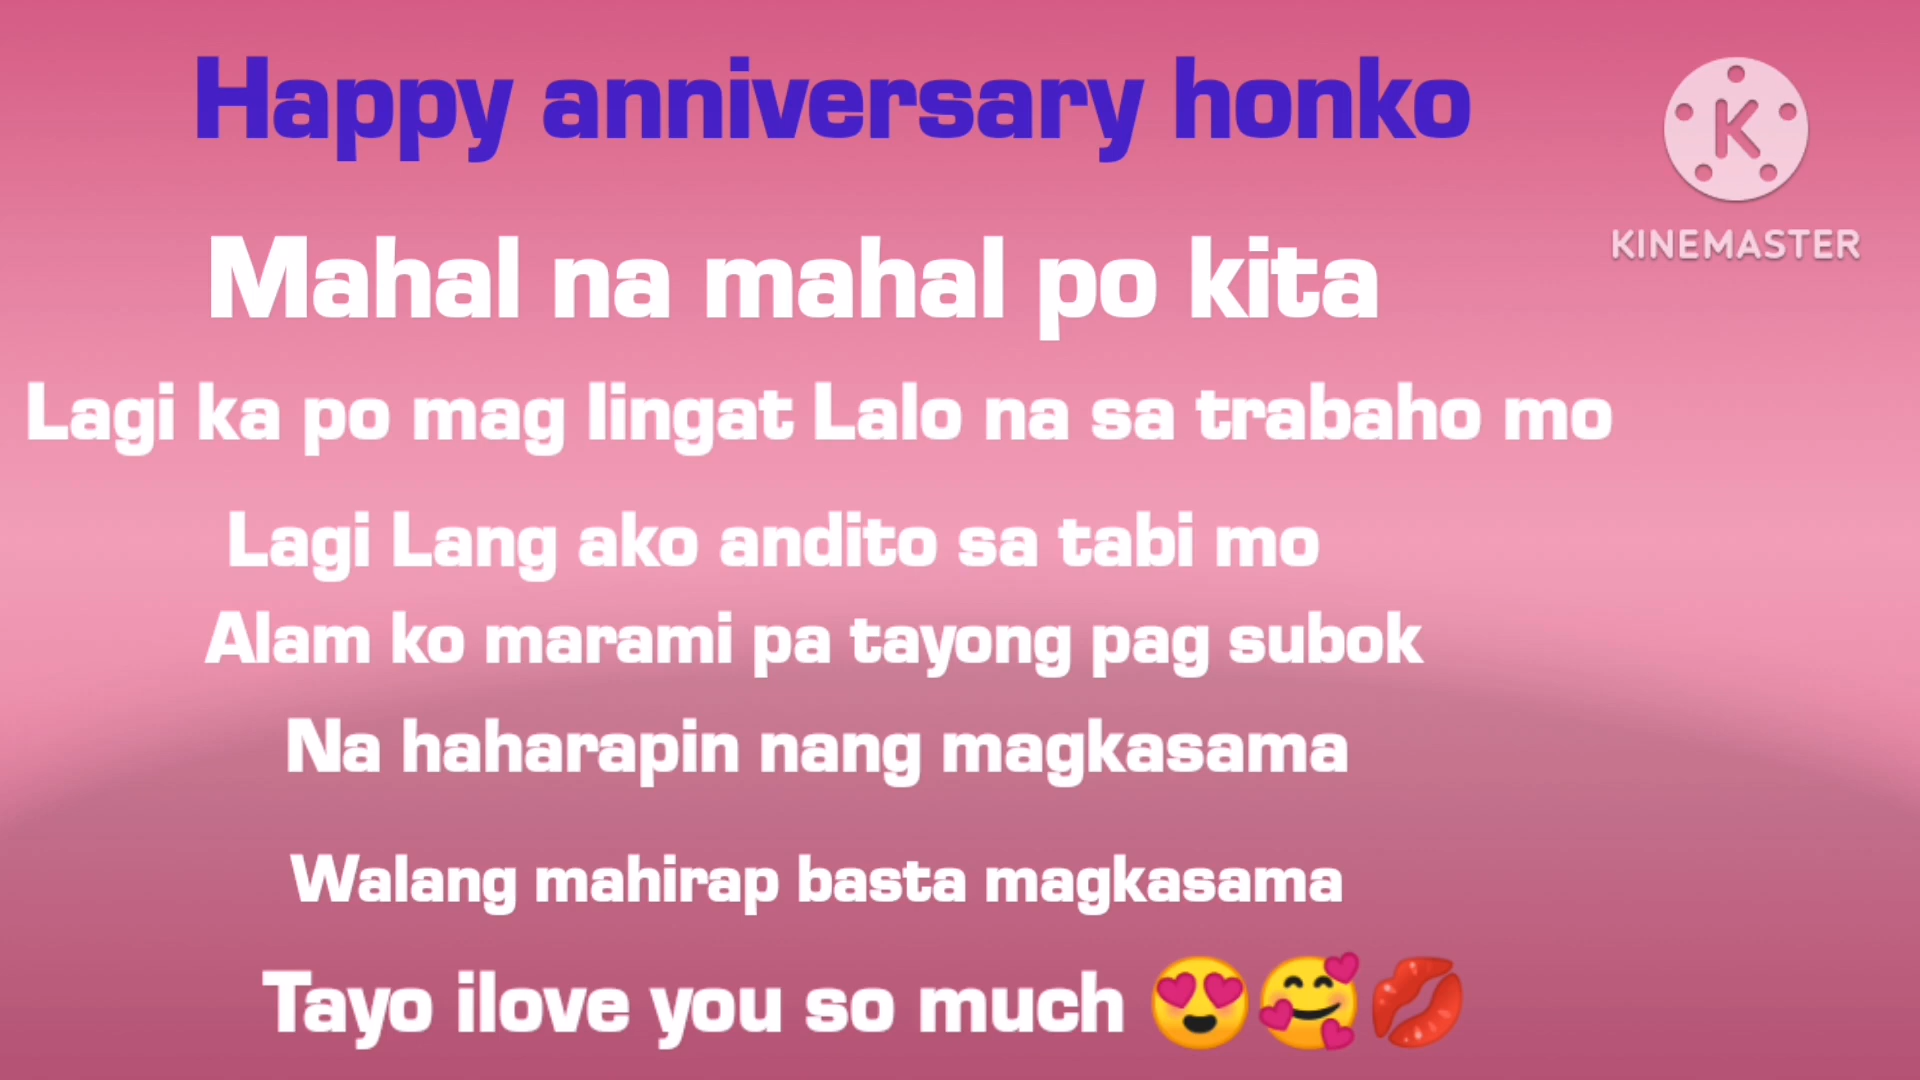 Happy anniversary honko
K
KINEMASTER
Mahal na mahal po kita
Lagi ka po mag lingat Lalo na sa trabaho mo
Lagi Lang ako andito sa tabi mo
Alam ko marami pa tayong pag subok
Na haharapin nang magkasama
Walang mahirap basta magkasama
Tayo ilove you so much 😍🥰💋